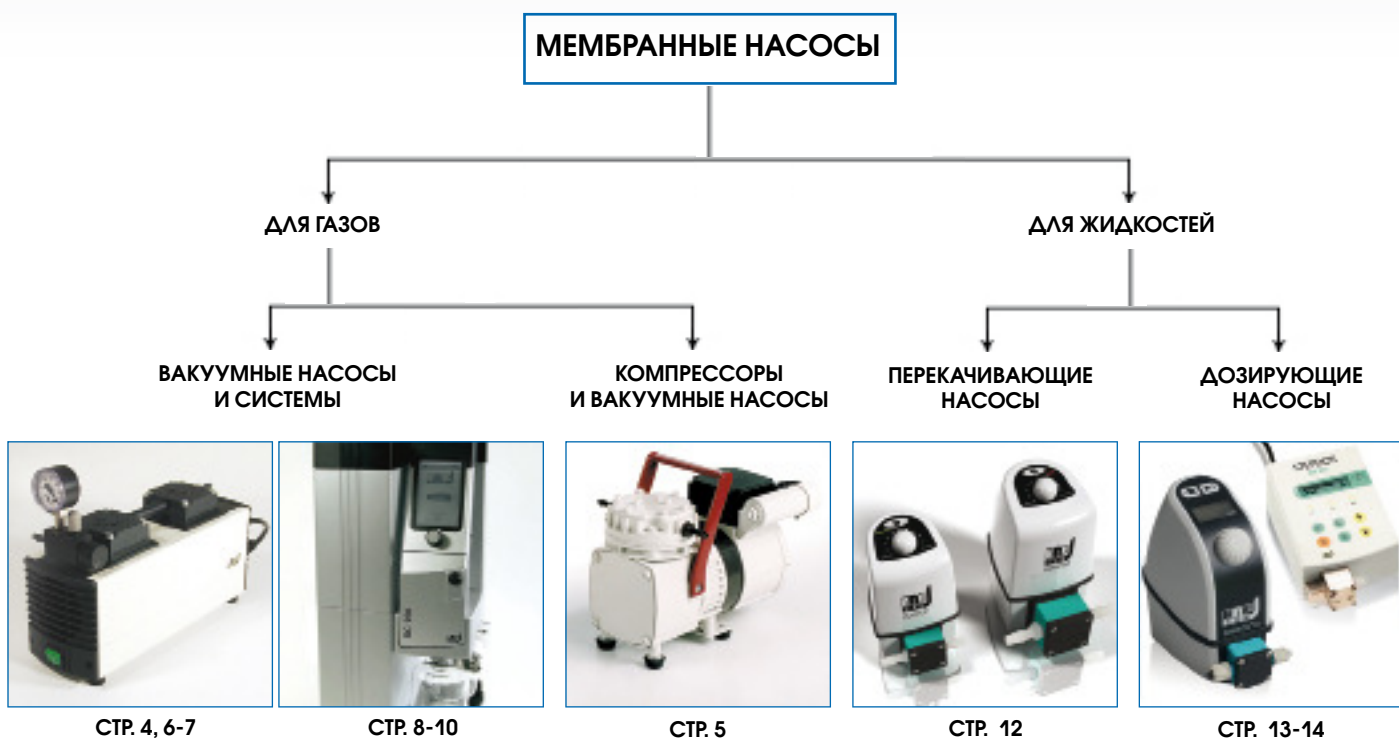 МЕМБРАННЫЕ НАСОСЫ
ДЛЯ ГАЗОВ
ДЛЯ ЖИДКОСТЕЙ
ВАКУУМНЫЕ НАСОСЫ
И СИСТЕМЫ
КОМПРЕССОРЫ
И ВАКУУМНЫЕ НАСОСЫ
ПЕРЕКАЧИВАЮЩИЕ
НАСОСЫ
ДОЗИРУЮЩИЕ
НАСОСЫ
СТР. 4, 6-7
СТР. 8-10
СТР. 5
СТР. 12
СТР. 13-14